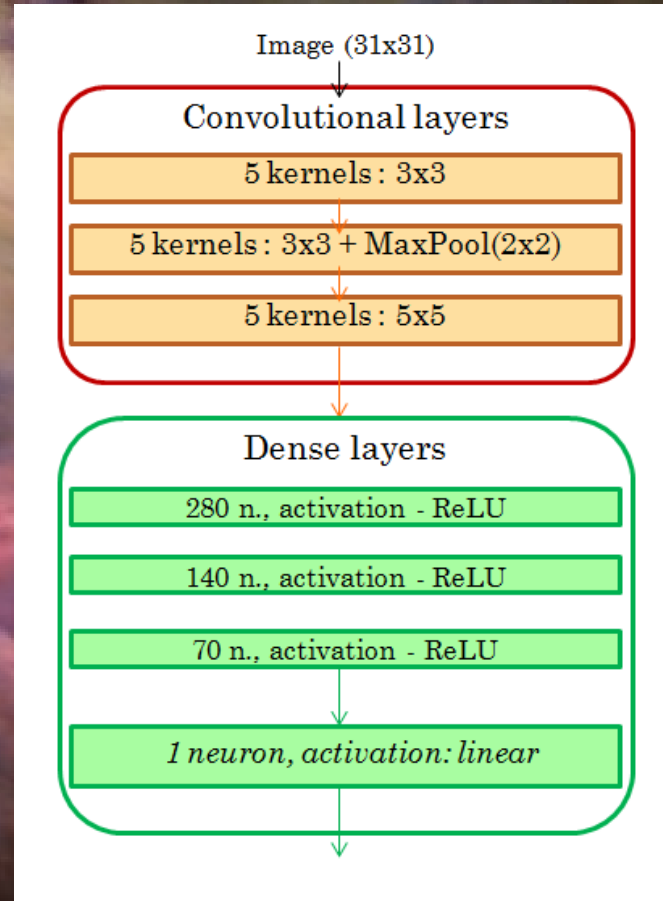 Image (31x31)
Convolutional layers
5 kernels: 3x3
5 kernels: 3x3 + MaxPool(2x2)
5 kernels: 5x5
Dense layers
280 n., activation - ReLU
140 n., activation - ReLU
70 n., activation - ReLU
1 neuron, activation: linear